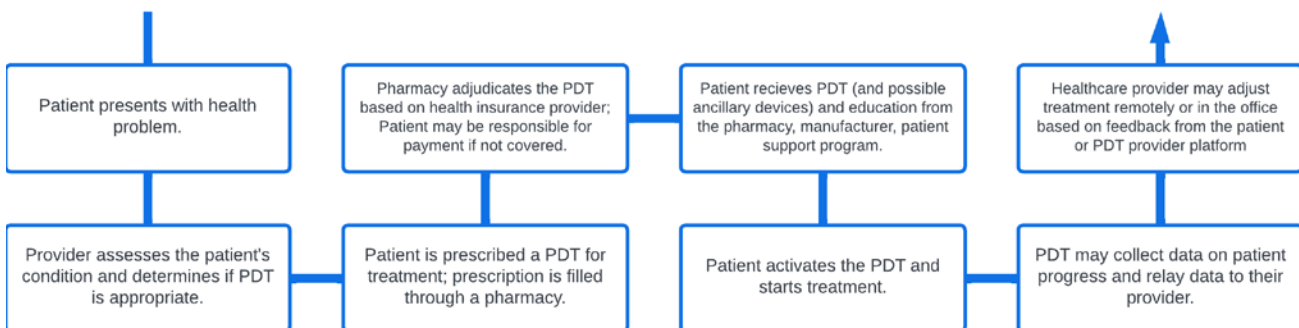 Patient presents with health
problem.
Provider assesses the patient's
condition and determines if PDT
is appropriate.
Patient is prescribed a PDT for
treatment; prescription is filled
through a pharmacy.
Pharmacy adjudicates the PDT
based on health insurance provider;
Patient may be responsible for
payment if not covered.
Patient recieves PDT (and possible
ancillary devices) and education from
the pharmacy, manufacturer, patient
support program.
Patient activates the PDT and
starts treatment.
PDT may collect data on patient
progress and relay data to their
provider.
Healthcare provider may adjust
treatment remotely or in the office
based on feedback from the patient
or PDT provider platform